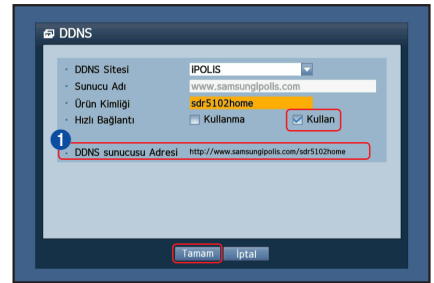 DDNS
· DDNS Sitesi iPOLiS
· Sunucu Adı www.samsungipolis.com
· Ürün Kimliği sdr5102home
· Hızlı Bağlantı Kullanma Kullan
1
· DDNS sunucusu Adresi http://www.samsungipolis.com/sdr5102home
Tamam İptal